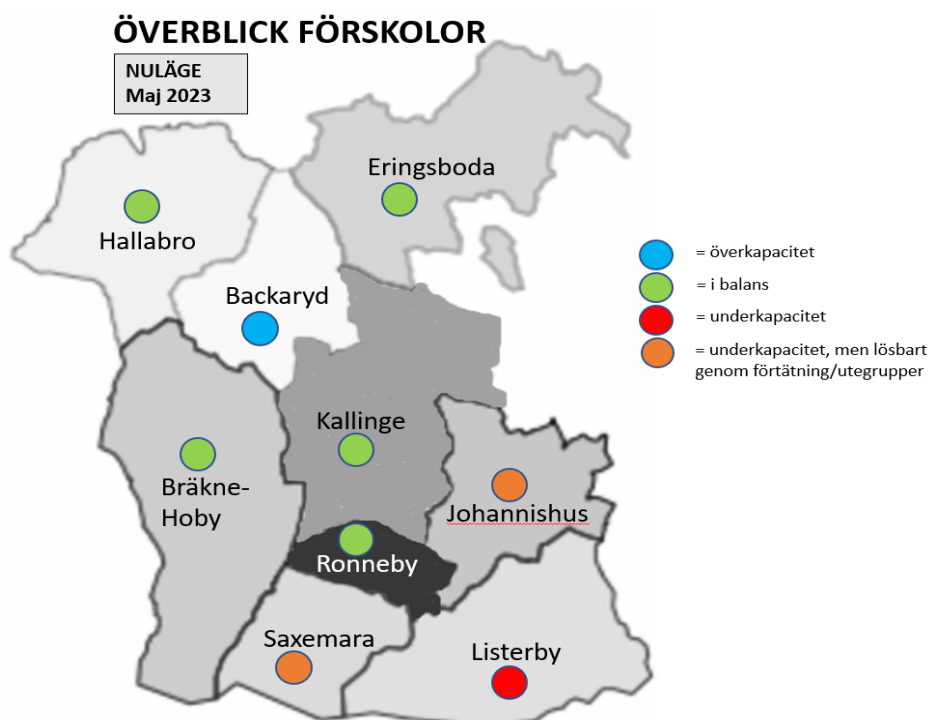 ÖVERBLICK FÖRSKOLOR
NULÄGE
Maj 2023
Eringsboda
Hallabro
Backaryd
Kallinge
Bräkne-
Hoby
Johannishus
Ronneby
Saxemara
Listerby
= överkapacitet
= i balans
= underkapacitet
= underkapacitet, men lösbart
genom förtätning/utegrupper